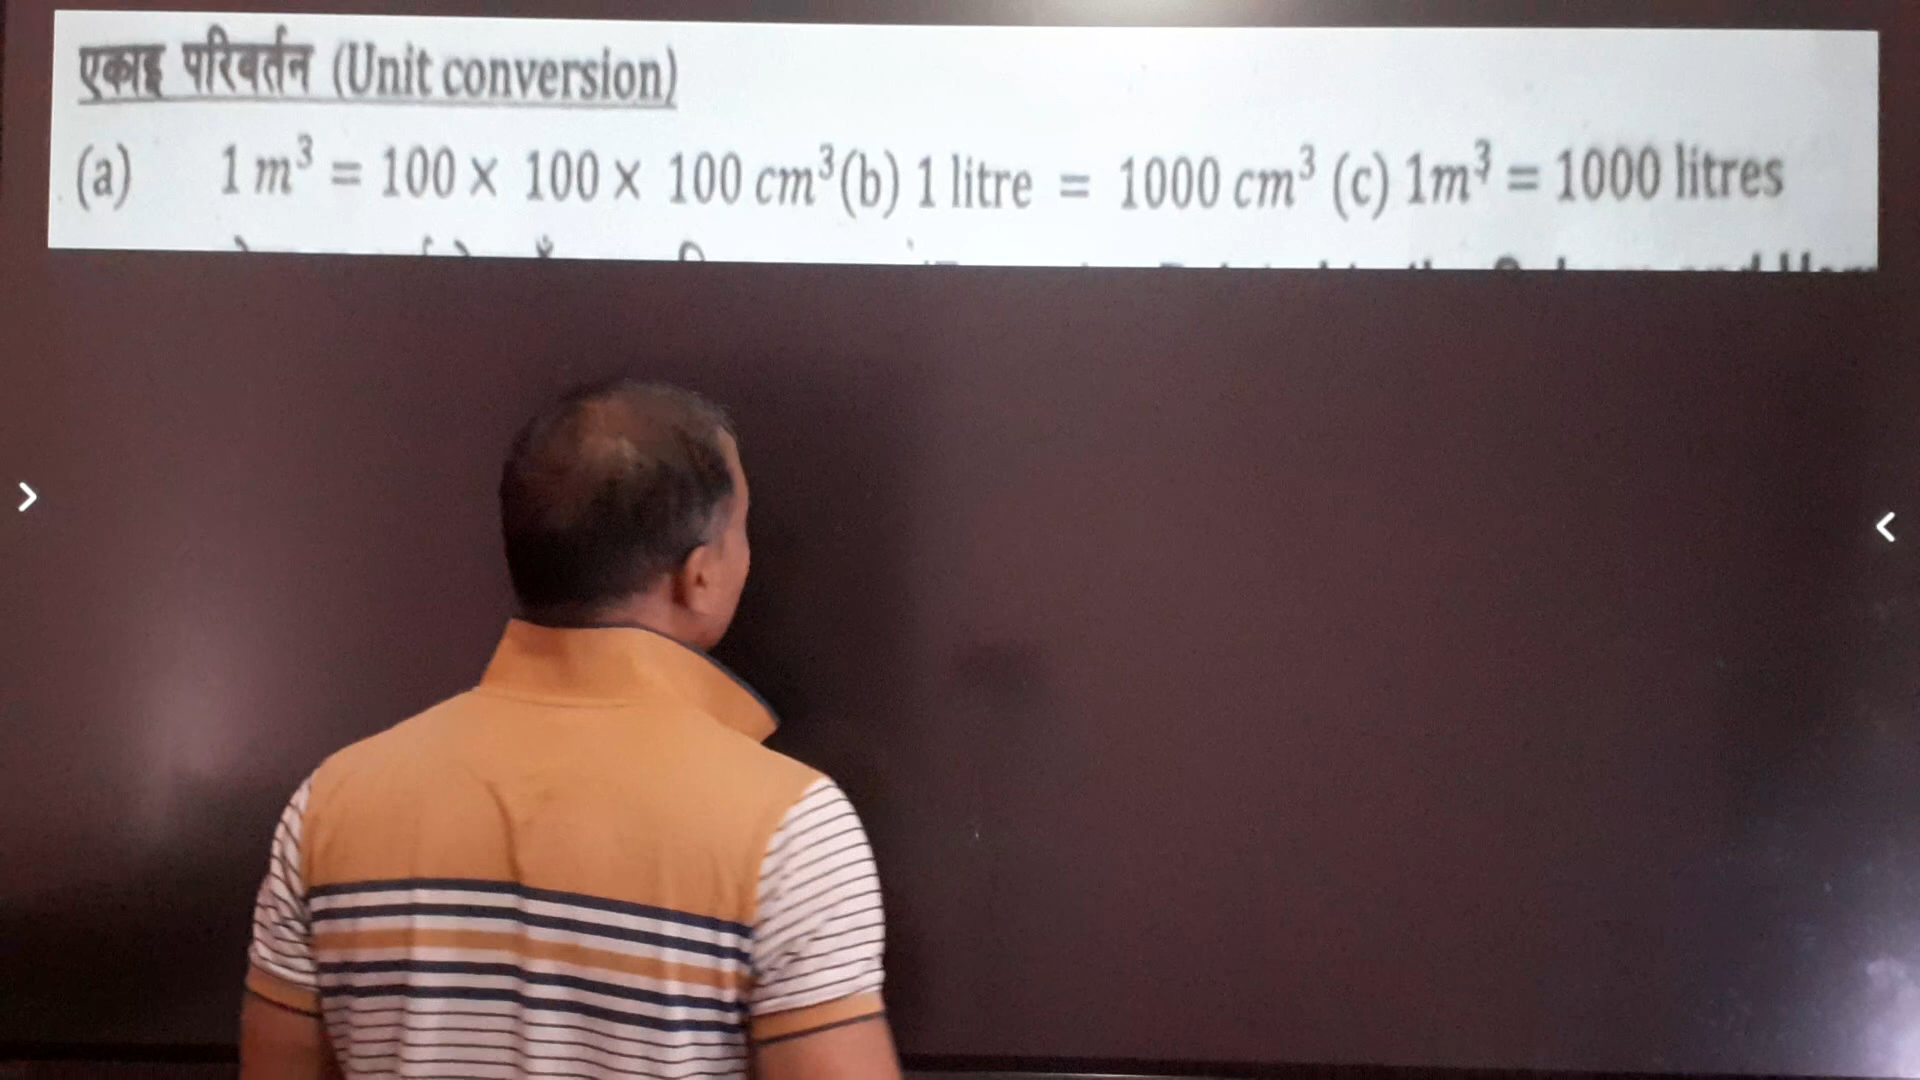 एकाइ परिवर्तन (Unit conversion)
(a) 1 m³ = 100 × 100 × 100 cm³ (b) 1 litre = 1000 cm³ (c) 1m³ = 1000 litres